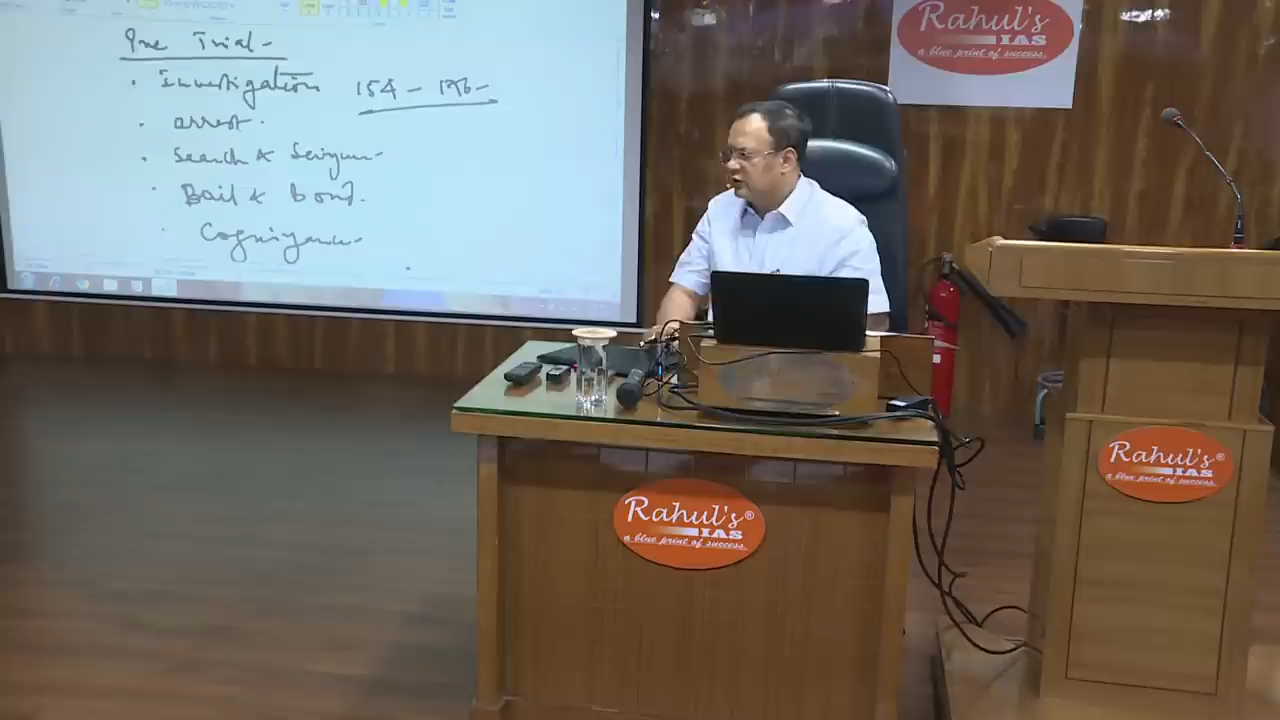 Pre Trial-
• Investigation 154 - 176 -
• arrest.
• Search & Seizure-
• Bail & bond.
• Cognizance-
Rahul's
IAS
a blue print of success.
Rahul's®
IAS
a blue print of success.
Rahul's®
IAS
a blue print of success.